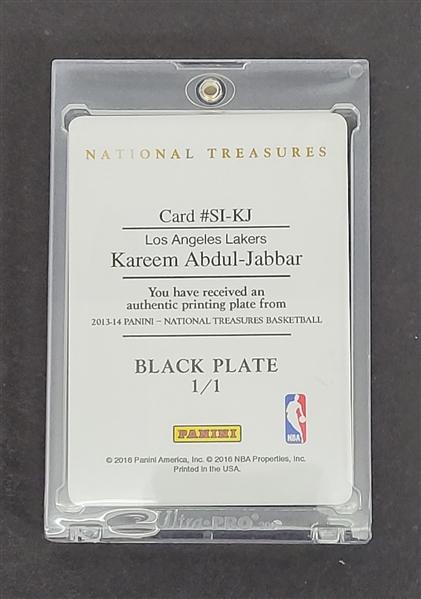 NATIONAL TREASURES
Card #SI-KJ
Los Angeles Lakers
Kareem Abdul-Jabbar
You have received an
authentic printing plate from
2013-14 PANINI – NATIONAL TREASURES BASKETBALL
BLACK PLATE
1/1
PANINI
NBA
© 2016 Panini America, Inc. © 2016 NBA Properties, Inc.
Printed in the USA.
Ultra·PRO